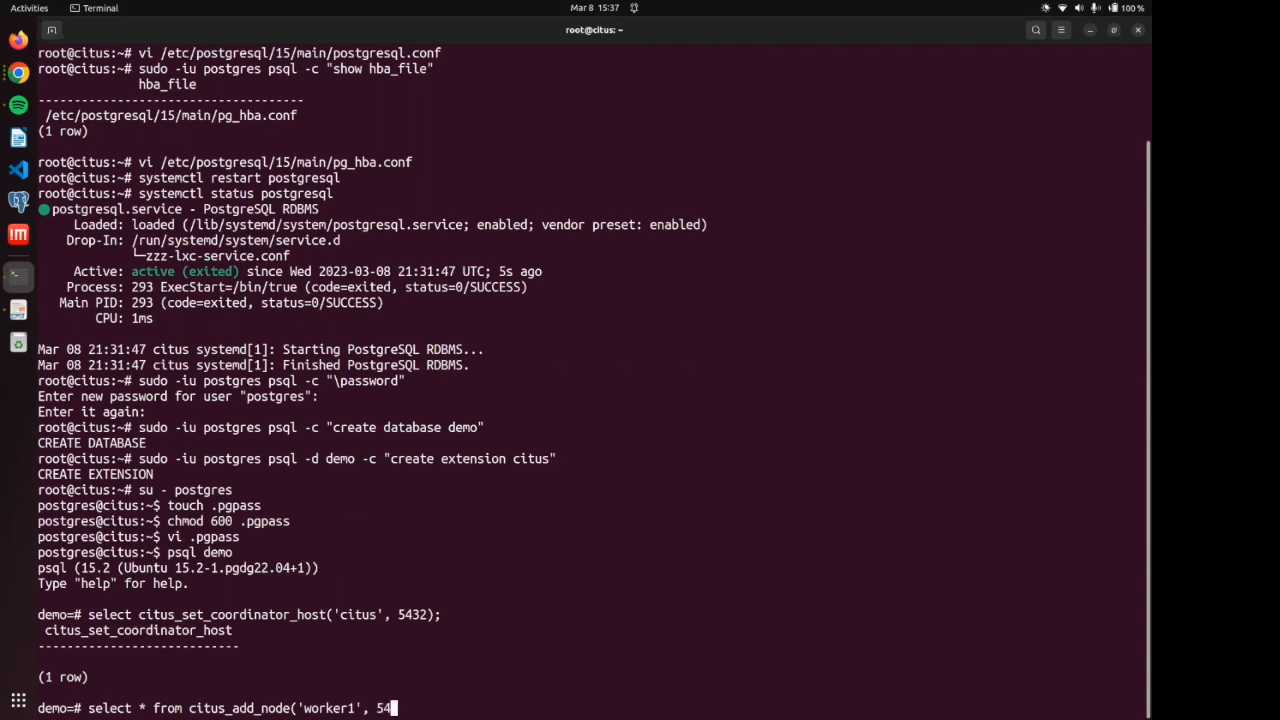 Activities Terminal Mar 8 15:37 100 %
root@citus: ~
root@citus:~# vi /etc/postgresql/15/main/postgresql.conf
root@citus:~# sudo -iu postgres psql -c "show hba_file"
hba_file
-------------------------------------
/etc/postgresql/15/main/pg_hba.conf
(1 row)
root@citus:~# vi /etc/postgresql/15/main/pg_hba.conf
root@citus:~# systemctl restart postgresql
root@citus:~# systemctl status postgresql
● postgresql.service - PostgreSQL RDBMS
Loaded: loaded (/lib/systemd/system/postgresql.service; enabled; vendor preset: enabled)
Drop-In: /run/systemd/system/service.d
└─zzz-lxc-service.conf
Active: active (exited) since Wed 2023-03-08 21:31:47 UTC; 5s ago
Process: 293 ExecStart=/bin/true (code=exited, status=0/SUCCESS)
Main PID: 293 (code=exited, status=0/SUCCESS)
CPU: 1ms
Mar 08 21:31:47 citus systemd[1]: Starting PostgreSQL RDBMS...
Mar 08 21:31:47 citus systemd[1]: Finished PostgreSQL RDBMS.
root@citus:~# sudo -iu postgres psql -c "\password"
Enter new password for user "postgres":
Enter it again:
root@citus:~# sudo -iu postgres psql -c "create database demo"
CREATE DATABASE
root@citus:~# sudo -iu postgres psql -d demo -c "create extension citus"
CREATE EXTENSION
root@citus:~# su - postgres
postgres@citus:~$ touch .pgpass
postgres@citus:~$ chmod 600 .pgpass
postgres@citus:~$ vi .pgpass
postgres@citus:~$ psql demo
psql (15.2 (Ubuntu 15.2-1.pgdg22.04+1))
Type "help" for help.
demo=# select citus_set_coordinator_host('citus', 5432);
citus_set_coordinator_host
----------------------------
(1 row)
demo=# select * from citus_add_node('worker1', 54